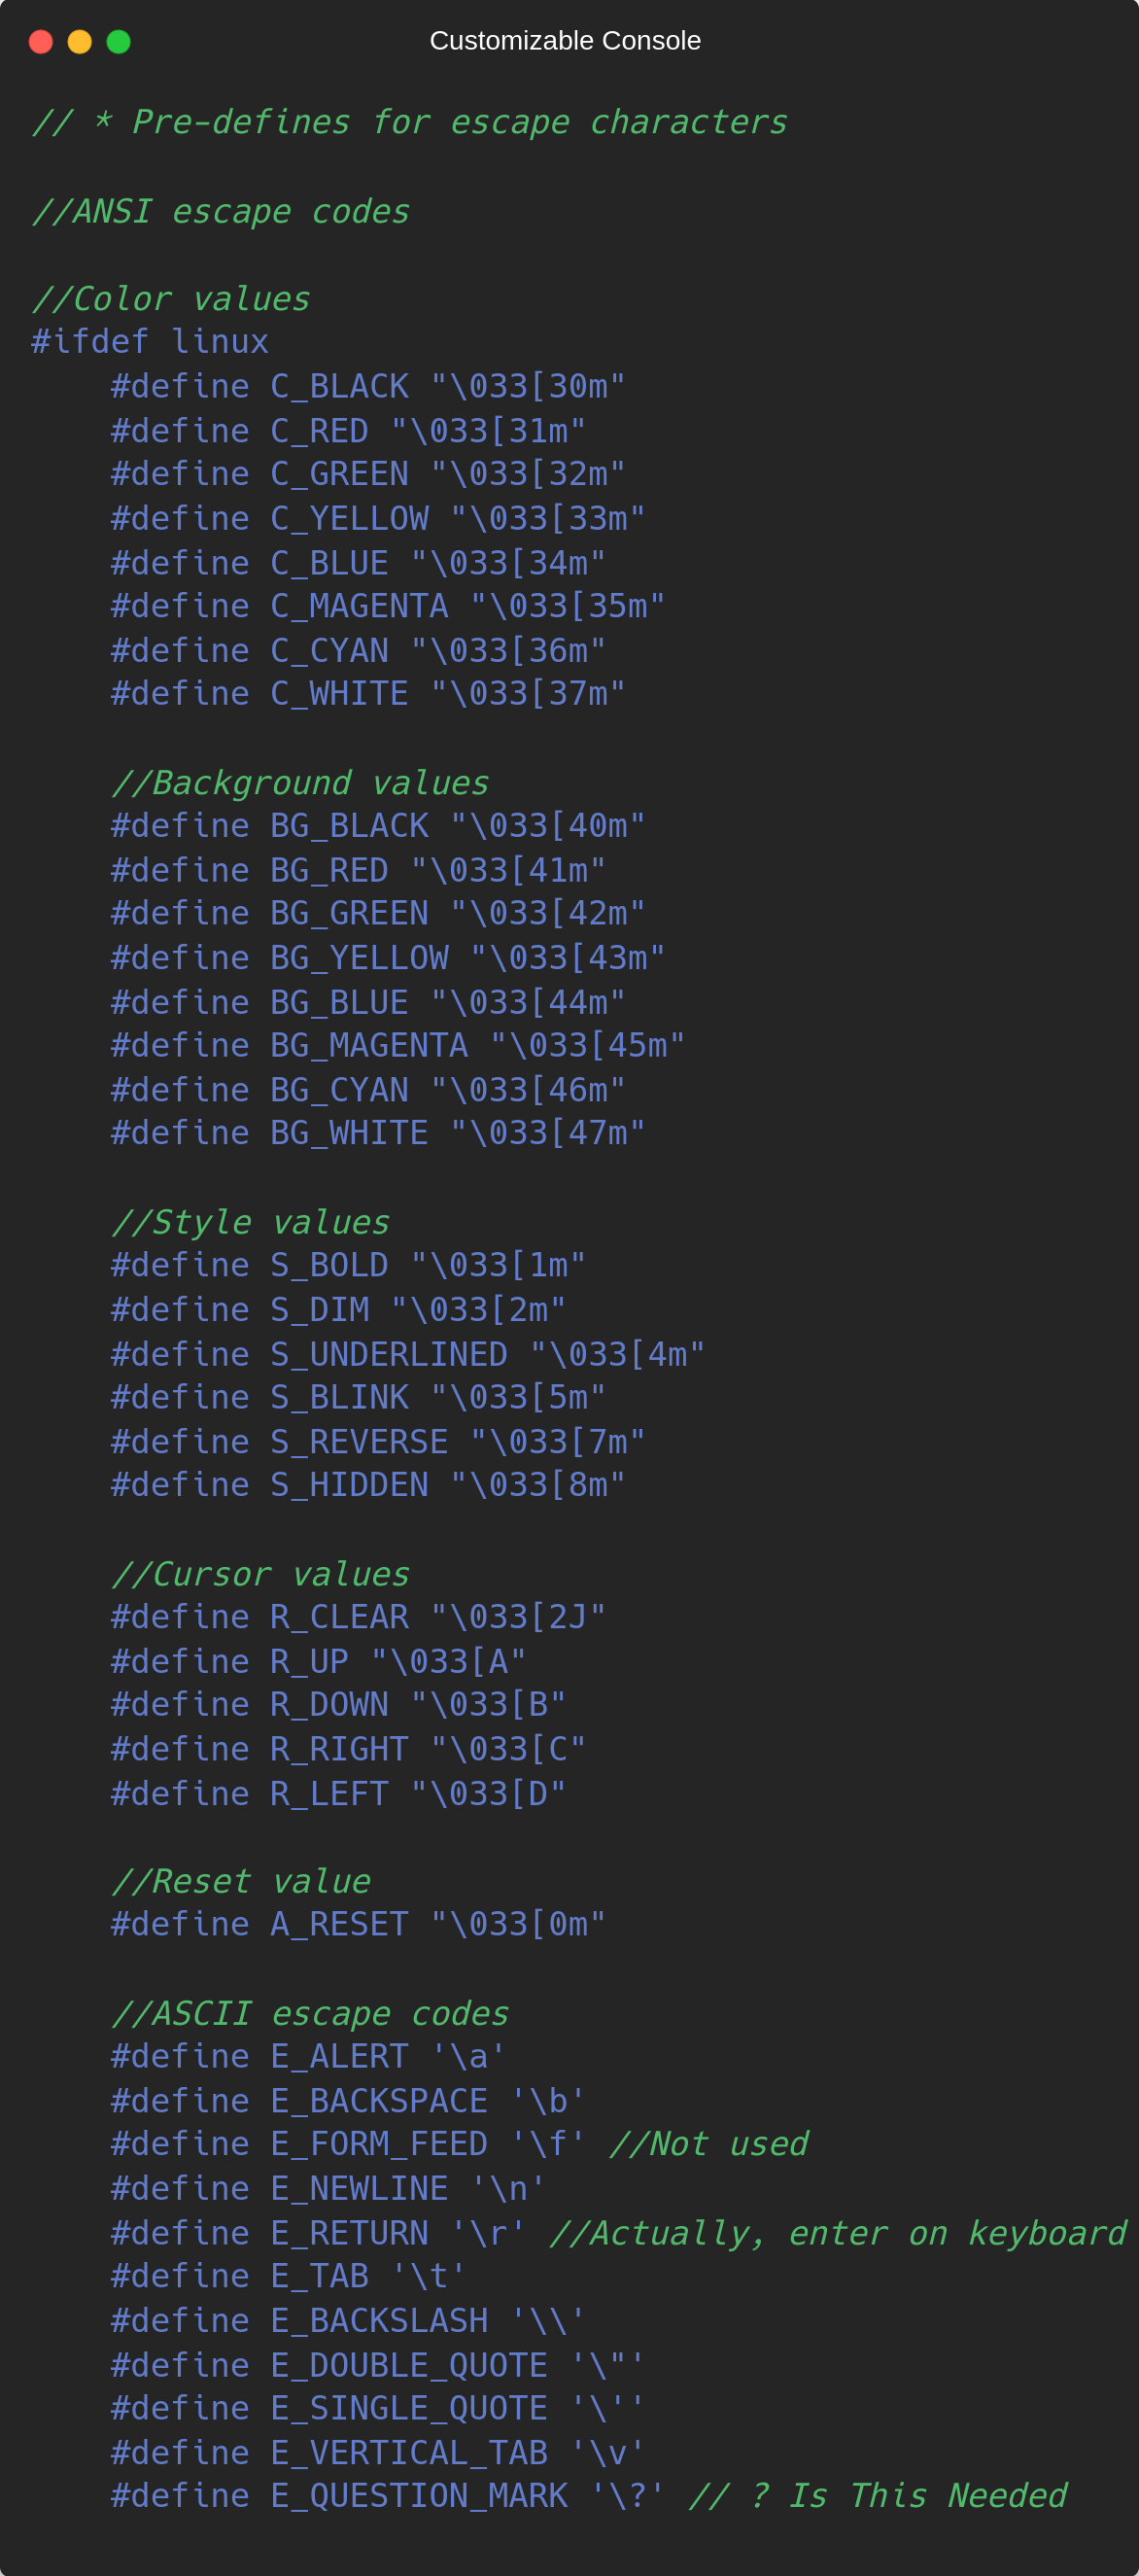 Customizable Console
// * Pre-defines for escape characters
//ANSI escape codes
//Color values
#ifdef linux
#define C_BLACK "\033[30m"
#define C_RED "\033[31m"
#define C_GREEN "\033[32m"
#define C_YELLOW "\033[33m"
#define C_BLUE "\033[34m"
#define C_MAGENTA "\033[35m"
#define C_CYAN "\033[36m"
#define C_WHITE "\033[37m"
//Background values
#define BG_BLACK "\033[40m"
#define BG_RED "\033[41m"
#define BG_GREEN "\033[42m"
#define BG_YELLOW "\033[43m"
#define BG_BLUE "\033[44m"
#define BG_MAGENTA "\033[45m"
#define BG_CYAN "\033[46m"
#define BG_WHITE "\033[47m"
//Style values
#define S_BOLD "\033[1m"
#define S_DIM "\033[2m"
#define S_UNDERLINED "\033[4m"
#define S_BLINK "\033[5m"
#define S_REVERSE "\033[7m"
#define S_HIDDEN "\033[8m"
//Cursor values
#define R_CLEAR "\033[2J"
#define R_UP "\033[A"
#define R_DOWN "\033[B"
#define R_RIGHT "\033[C"
#define R_LEFT "\033[D"
//Reset value
#define A_RESET "\033[0m"
//ASCII escape codes
#define E_ALERT '\a'
#define E_BACKSPACE '\b'
#define E_FORM_FEED '\f' //Not used
#define E_NEWLINE '\n'
#define E_RETURN '\r' //Actually, enter on keyboard
#define E_TAB '\t'
#define E_BACKSLASH '\\'
#define E_DOUBLE_QUOTE '\"'
#define E_SINGLE_QUOTE '\''
#define E_VERTICAL_TAB '\v'
#define E_QUESTION_MARK '\?' // ? Is This Needed